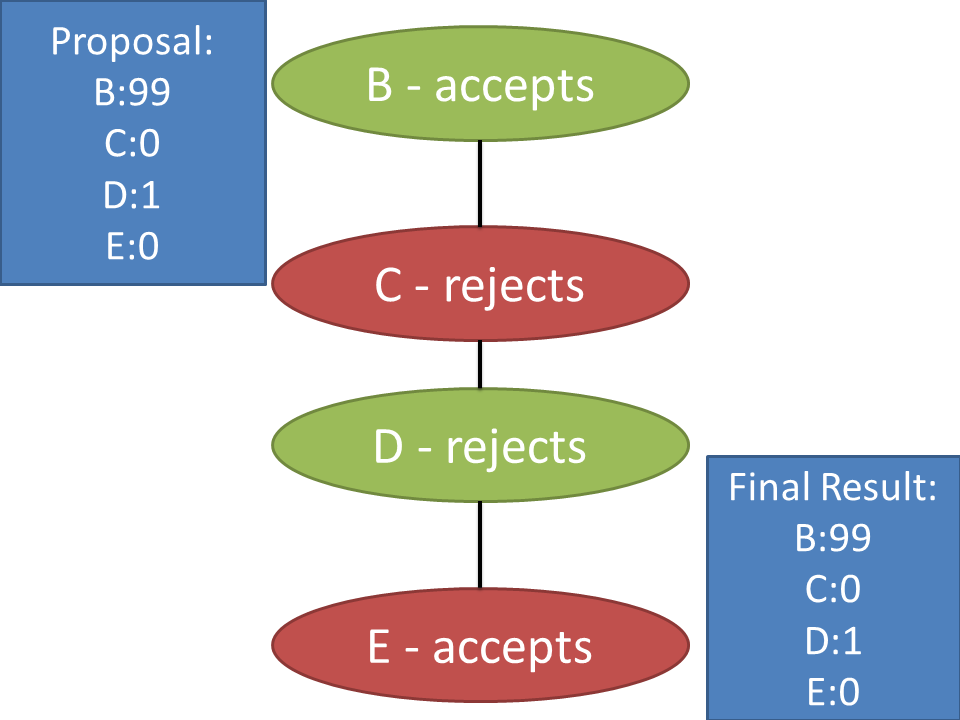 Proposal:
B:99
C:0
D:1
E:0
B - accepts
C - rejects
D - rejects
E - accepts
Final Result:
B:99
C:0
D:1
E:0